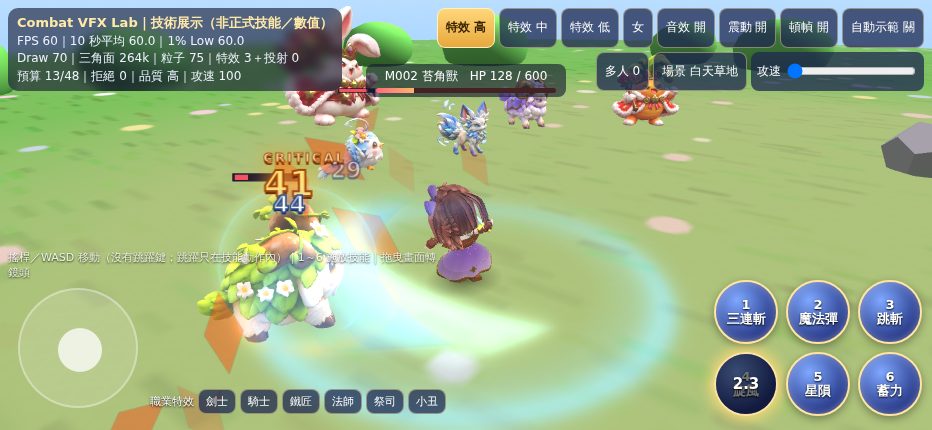 Combat VFX Lab｜技術展示（非正式技能／數值）
FPS 60｜10 秒平均 60.0｜1% Low 60.0
Draw 70｜三角面 264k｜粒子 75｜特效 3＋投射 0
預算 13/48｜拒絕 0｜品質 高｜攻速 100
特效 高
特效 中
特效 低
女
音效 開
震動 開
頓幀 開
自動示範 關
多人 0
場景 白天草地
攻速
M002 苔角獸 HP 128 / 600
CRITICAL
41
29
44
搖桿／WASD 移動（沒有跳躍鍵；跳躍只在技能動作內）｜1～6 施放技能｜拖曳畫面轉
鏡頭
1
三連斬
2
魔法彈
3
跳斬
4
2.3
旋風
5
星隕
6
蓄力
職業特效
劍士
騎士
鐵匠
法師
祭司
小丑